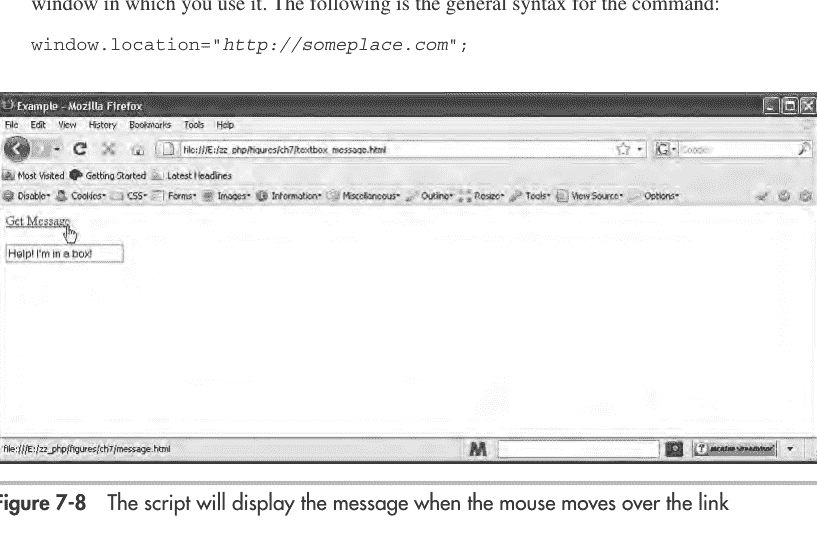 window in which you use it. The following is the general syntax for the command:
window.location="http://someplace.com";
Example - Mozilla Firefox
File Edit View History Bookmarks Tools Help
file:///E:/zz_php/figures/ch7/textbox_message.html
Google
Most Visited Getting Started Latest Headlines
Disable Cookies CSS Forms Images Information Miscellaneous Outline Resize Tools View Source Options
Get Message
Help! I'm in a box!
file:///E:/zz_php/figures/ch7/message.html
M
Figure 7-8 The script will display the message when the mouse moves over the link